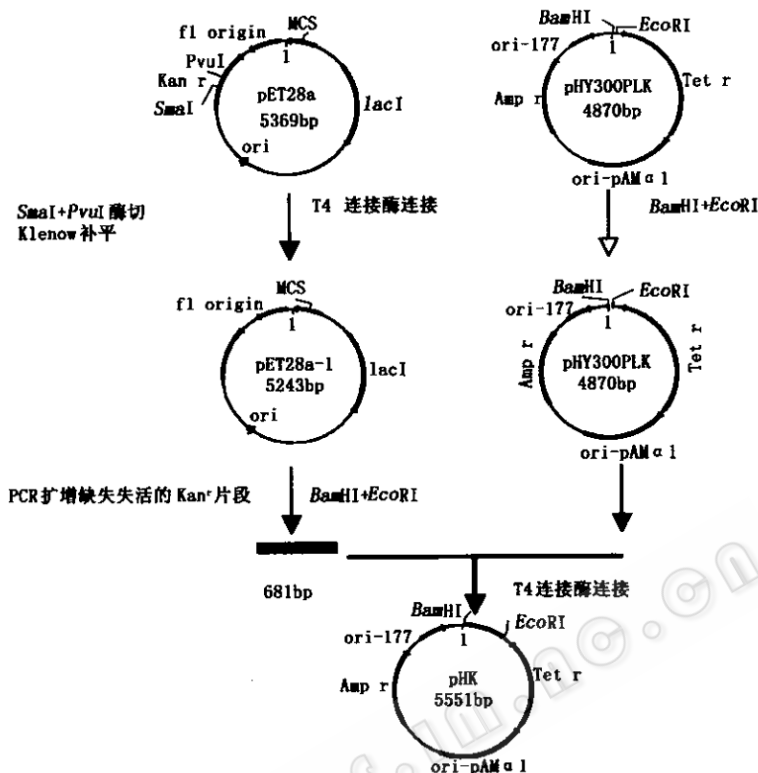 f1 origin
MCS
1
PvuI
Kan r
SmaI
pET28a
5369bp
lacI
ori
BamHI
EcoRI
ori-177
1
Amp r
pHY300PLK
4870bp
Tet r
ori-pAMα1
SmaI+PvuI 酶切
Klenow补平
T4 连接酶连接
BamHI+EcoRI
MCS
f1 origin
1
pET28a-1
5243bp
lacI
ori
BamHI
EcoRI
ori-177
1
Amp r
pHY300PLK
4870bp
Tet r
ori-pAMα1
PCR扩增缺失失活的 Kanʳ片段
BamHI+EcoRI
681bp
T4连接酶连接
BamHI
EcoRI
ori-177
1
Amp r
pHK
5551bp
Tet r
ori-pAMα1